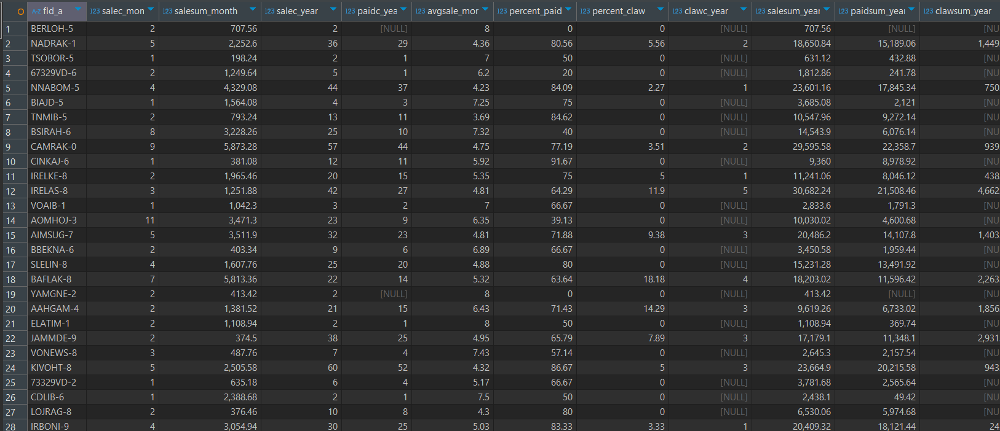 A-Z fld_a 123 salec_mon 123 salesum_month 123 salec_year 123 paidc_yea 123 avgsale_mor 123 percent_paid 123 percent_claw 123 clawc_year 123 salesum_year 123 paidsum_year 123 clawsum_year
1 BERLOH-5 2 707.56 2 [NULL] 8 0 0 [NULL] 707.56 [NULL] [NU
2 NADRAK-1 5 2,252.6 36 29 4.36 80.56 5.56 2 18,650.84 15,189.06 1,449
3 TSOBOR-5 1 198.24 2 1 7 50 0 [NULL] 631.12 432.88 [NU
4 67329VD-6 2 1,249.64 5 1 6.2 20 0 [NULL] 1,812.86 241.78 [NU
5 NNABOM-5 4 4,329.08 44 37 4.23 84.09 2.27 1 23,601.16 17,845.34 750
6 BIAJD-5 1 1,564.08 4 3 7.25 75 0 [NULL] 3,685.08 2,121 [NU
7 TNMIB-5 2 793.24 13 11 3.69 84.62 0 [NULL] 10,547.96 9,272.14 [NU
8 BSIRAH-6 8 3,228.26 25 10 7.32 40 0 [NULL] 14,543.9 6,076.14 [NU
9 CAMRAK-0 9 5,873.28 57 44 4.75 77.19 3.51 2 29,595.58 22,358.7 939
10 CINKAJ-6 1 381.08 12 11 5.92 91.67 0 [NULL] 9,360 8,978.92 [NU
11 IRELKE-8 2 1,965.46 20 15 5.35 75 5 1 11,241.06 8,046.12 438
12 IRELAS-8 3 1,251.88 42 27 4.81 64.29 11.9 5 30,682.24 21,508.46 4,662
13 VOAIB-1 1 1,042.3 3 2 7 66.67 0 [NULL] 2,833.6 1,791.3 [NU
14 AOMHOJ-3 11 3,471.3 23 9 6.35 39.13 0 [NULL] 10,030.02 4,600.68 [NU
15 AIMSUG-7 5 3,511.9 32 23 4.81 71.88 9.38 3 20,486.2 14,107.8 1,403
16 BBEKNA-6 2 403.34 9 6 6.89 66.67 0 [NULL] 3,450.58 1,959.44 [NU
17 SLELIN-8 4 1,607.76 25 20 4.88 80 0 [NULL] 15,231.28 13,491.92 [NU
18 BAFLAK-8 7 5,813.36 22 14 5.32 63.64 18.18 4 18,203.02 11,596.42 2,263
19 YAMGNE-2 2 413.42 2 [NULL] 8 0 0 [NULL] 413.42 [NULL] [NU
20 AAHGAM-4 2 1,381.52 21 15 6.43 71.43 14.29 3 9,619.26 6,733.02 1,856
21 ELATIM-1 2 1,108.94 2 1 8 50 0 [NULL] 1,108.94 369.74 [NU
22 JAMMDE-9 2 374.5 38 25 4.95 65.79 7.89 3 17,179.1 11,348.1 2,931
23 VONEWS-8 3 487.76 7 4 7.43 57.14 0 [NULL] 2,645.3 2,157.54 [NU
24 KIVOHT-8 5 2,505.58 60 52 4.32 86.67 5 3 23,664.9 20,215.58 943
25 73329VD-2 1 635.18 6 4 5.17 66.67 0 [NULL] 3,781.68 2,565.64 [NU
26 CDLIB-6 1 2,388.68 2 1 7.5 50 0 [NULL] 2,438.1 49.42 [NU
27 LOJRAG-8 2 376.46 10 8 4.3 80 0 [NULL] 6,530.06 5,974.68 [NU
28 IRBONI-9 4 3,054.94 30 25 5.03 83.33 3.33 1 20,409.32 18,121.44 24